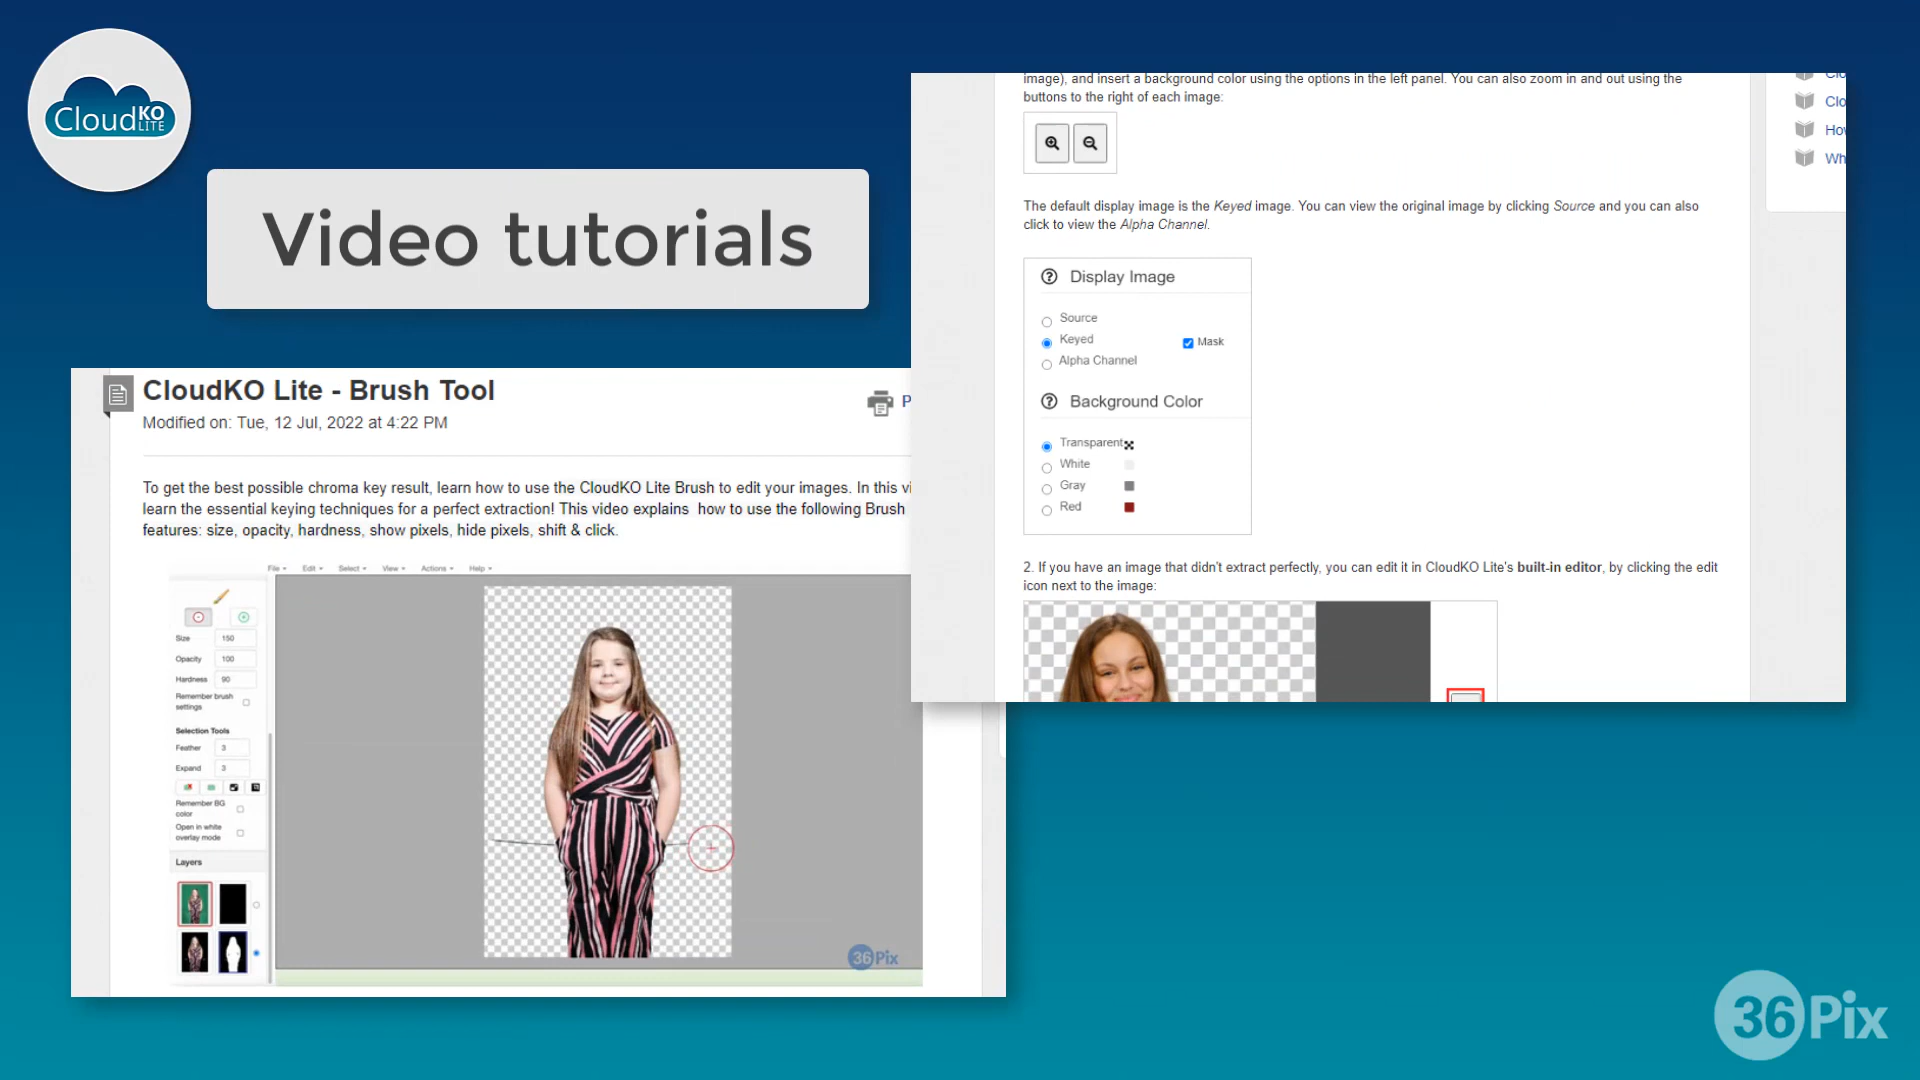 CloudKO
LITE
Video tutorials
CloudKO Lite - Brush Tool
Modified on: Tue, 12 Jul, 2022 at 4:22 PM
P
To get the best possible chroma key result, learn how to use the CloudKO Lite Brush to edit your images. In this vi
learn the essential keying techniques for a perfect extraction! This video explains how to use the following Brush
features: size, opacity, hardness, show pixels, hide pixels, shift & click.
File Edit Select View Actions Help
Size 150
Opacity 100
Hardness 90
Remember brush
settings
Selection Tools
Feather 3
Expand 3
Remember BG
color
Open in white
overlay mode
Layers
36Pix
image), and insert a background color using the options in the left panel. You can also zoom in and out using the
buttons to the right of each image:
The default display image is the Keyed image. You can view the original image by clicking Source and you can also
click to view the Alpha Channel.
Display Image
Source
Keyed
Mask
Alpha Channel
Background Color
Transparent
White
Gray
Red
2. If you have an image that didn't extract perfectly, you can edit it in CloudKO Lite's built-in editor, by clicking the edit
icon next to the image:
Clo
Clo
How
Wh
36Pix